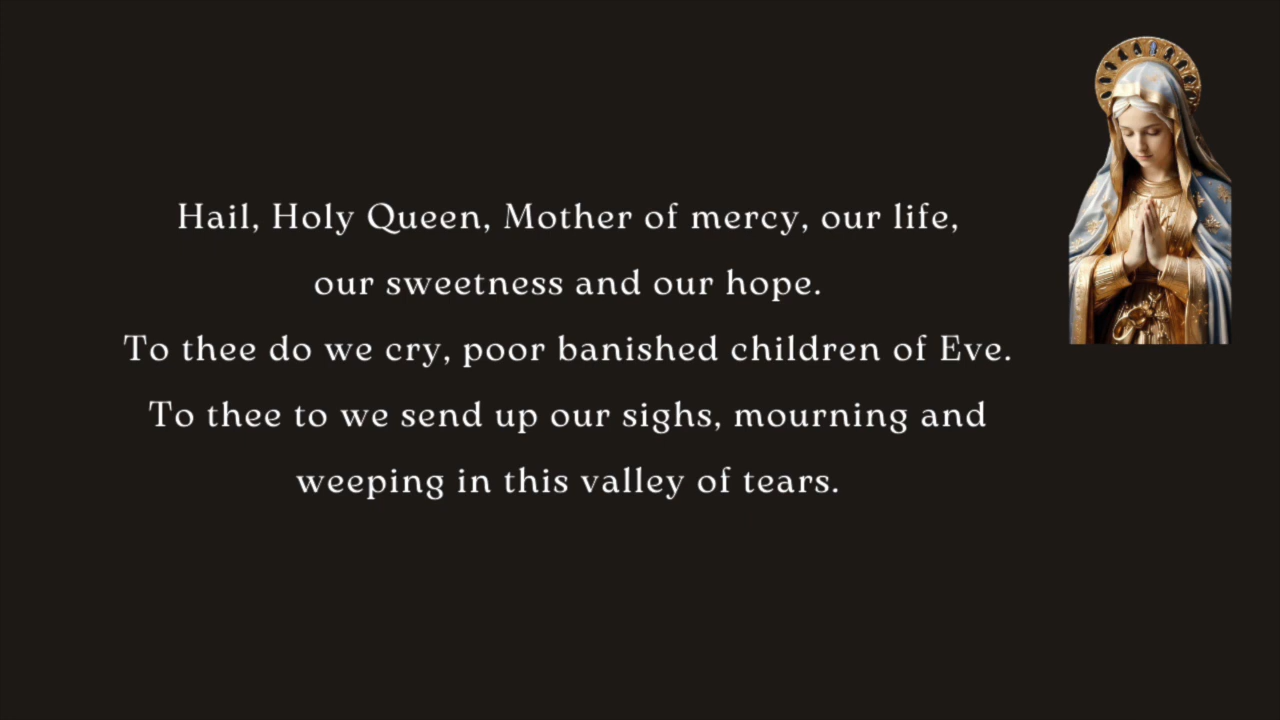 Hail, Holy Queen, Mother of mercy, our life,
our sweetness and our hope.
To thee do we cry, poor banished children of Eve.
To thee to we send up our sighs, mourning and
weeping in this valley of tears.